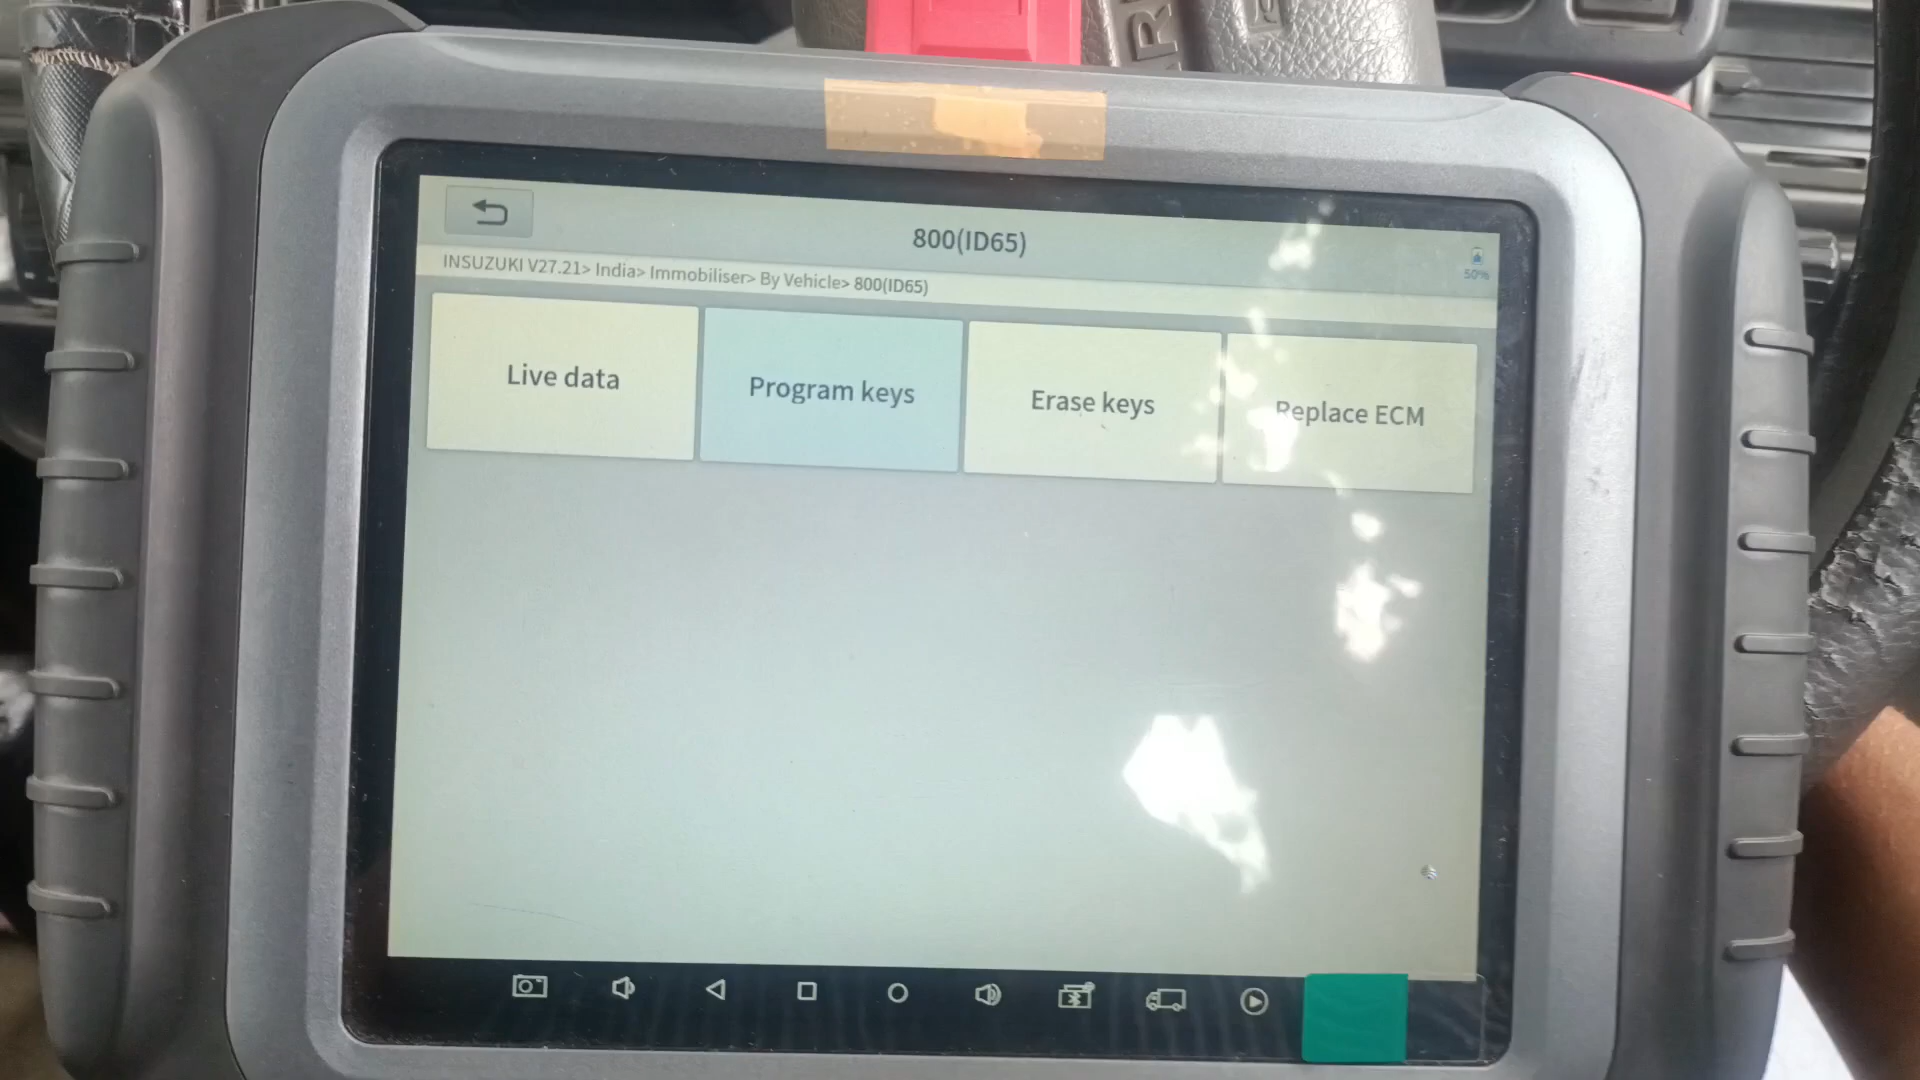 800(ID65)
50%
INSUZUKI V27.21> India> Immobiliser> By Vehicle> 800(ID65)
Live data
Program keys
Erase keys
Replace ECM